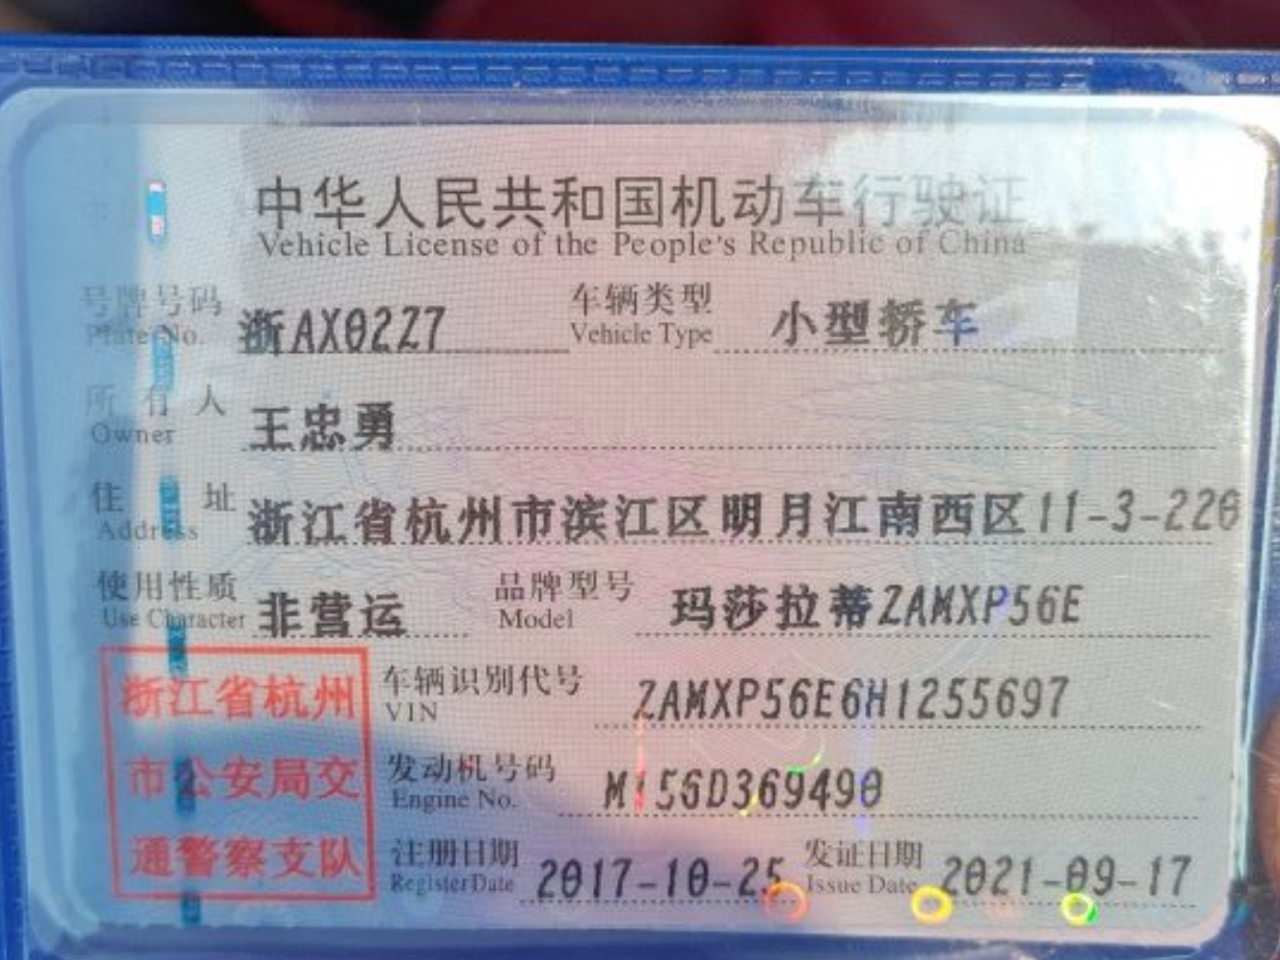 中华人民共和国机动车行驶证
Vehicle License of the People's Republic of China
号牌号码 浙AX02Z7 车辆类型 小型轿车
Plate No. Vehicle Type
所有人 王忠勇
Owner
住址 浙江省杭州市滨江区明月江南西区11-3-220
Address
使用性质 非营运 品牌型号 玛莎拉蒂ZAMXP56E
Use Character Model
浙江省杭州
市公安局交
通警察支队
车辆识别代号 ZAMXP56E6H1255697
VIN
发动机号码 M156D369490
Engine No.
注册日期 2017-10-25 发证日期 2021-09-17
Register Date Issue Date